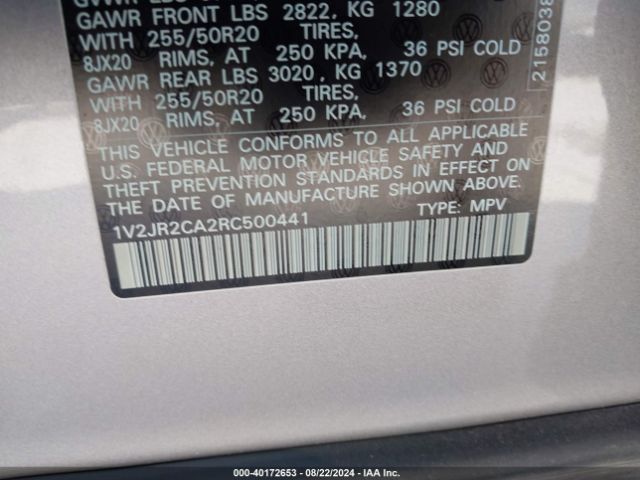 GAWR FRONT LBS 2822, KG 1280
WITH 255/50R20 TIRES,
8JX20 RIMS, AT 250 KPA, 36 PSI COLD
GAWR REAR LBS 3020, KG 1370
WITH 255/50R20 TIRES,
8JX20 RIMS, AT 250 KPA, 36 PSI COLD
THIS VEHICLE CONFORMS TO ALL APPLICABLE
U.S. FEDERAL MOTOR VEHICLE SAFETY AND
THEFT PREVENTION STANDARDS IN EFFECT ON
THE DATE OF MANUFACTURE SHOWN ABOVE.
1V2JR2CA2RC500441 TYPE: MPV
2158038
000-40172653 - 08/22/2024 - IAA Inc.